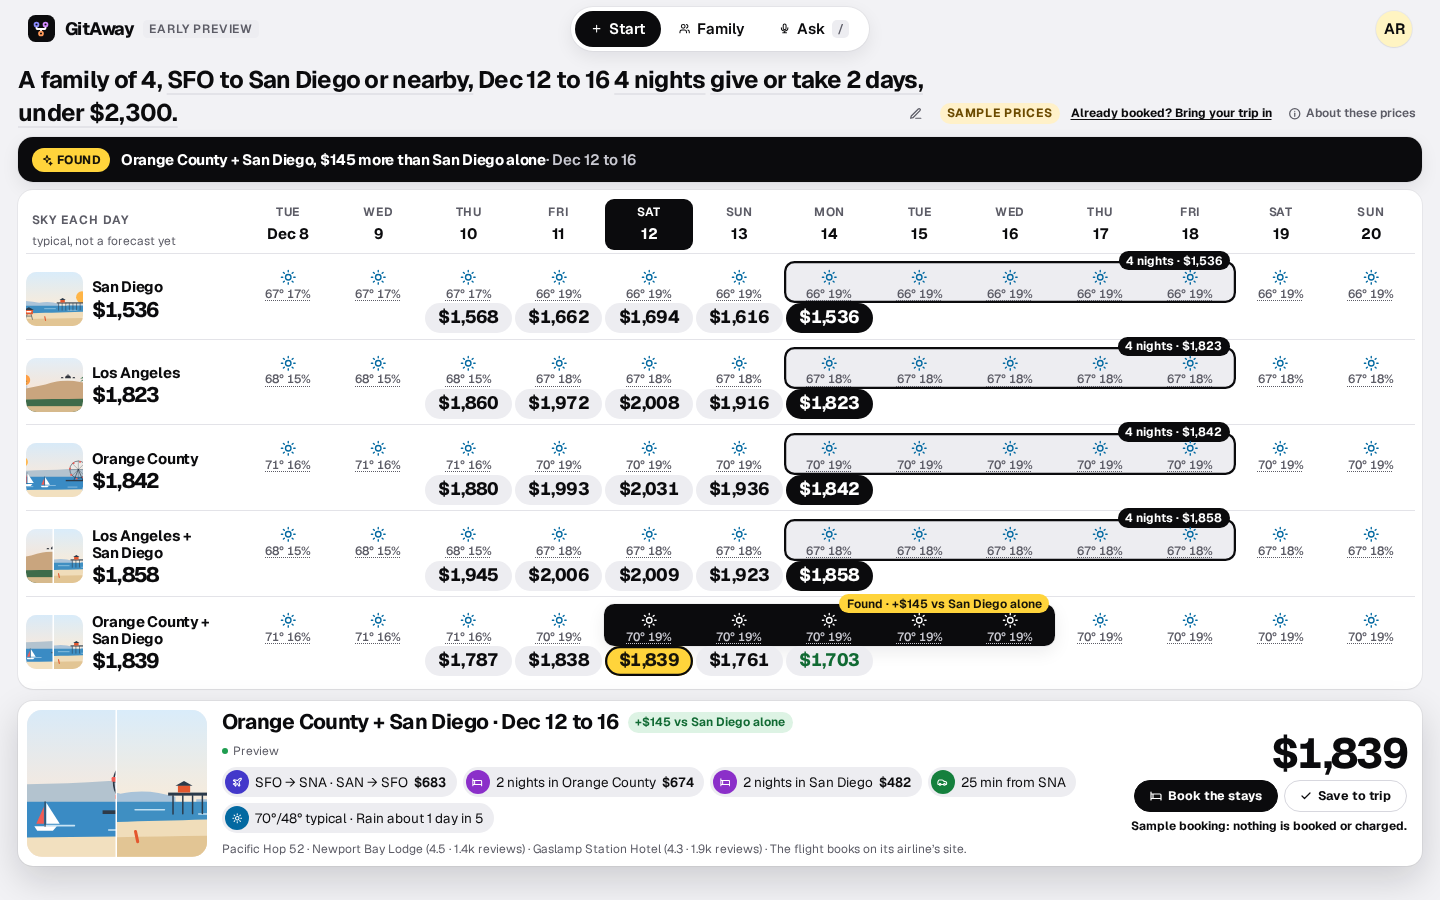 GitAway EARLY PREVIEW
Start Family Ask / AR
A family of 4, SFO to San Diego or nearby, Dec 12 to 16 4 nights give or take 2 days,
under $2,300.
SAMPLE PRICES Already booked? Bring your trip in About these prices
FOUND Orange County + San Diego, $145 more than San Diego alone · Dec 12 to 16
SKY EACH DAY
typical, not a forecast yet
TUE WED THU FRI SAT SUN MON TUE WED THU FRI SAT SUN
Dec 8 9 10 11 12 13 14 15 16 17 18 19 20
4 nights · $1,536
San Diego
67° 17% 67° 17% 67° 17% 66° 19% 66° 19% 66° 19% 66° 19% 66° 19% 66° 19% 66° 19% 66° 19% 66° 19% 66° 19%
$1,536
$1,568 $1,662 $1,694 $1,616 $1,536
4 nights · $1,823
Los Angeles
68° 15% 68° 15% 68° 15% 67° 18% 67° 18% 67° 18% 67° 18% 67° 18% 67° 18% 67° 18% 67° 18% 67° 18% 67° 18%
$1,823
$1,860 $1,972 $2,008 $1,916 $1,823
4 nights · $1,842
Orange County
71° 16% 71° 16% 71° 16% 70° 19% 70° 19% 70° 19% 70° 19% 70° 19% 70° 19% 70° 19% 70° 19% 70° 19% 70° 19%
$1,842
$1,880 $1,993 $2,031 $1,936 $1,842
4 nights · $1,858
Los Angeles +
San Diego
68° 15% 68° 15% 68° 15% 67° 18% 67° 18% 67° 18% 67° 18% 67° 18% 67° 18% 67° 18% 67° 18% 67° 18% 67° 18%
$1,858
$1,945 $2,006 $2,009 $1,923 $1,858
Found · +$145 vs San Diego alone
Orange County +
San Diego
71° 16% 71° 16% 71° 16% 70° 19% 70° 19% 70° 19% 70° 19% 70° 19% 70° 19% 70° 19% 70° 19% 70° 19% 70° 19%
$1,839
$1,787 $1,838 $1,839 $1,761 $1,703
Orange County + San Diego · Dec 12 to 16 +$145 vs San Diego alone
Preview
SFO → SNA · SAN → SFO $683 2 nights in Orange County $674 2 nights in San Diego $482 25 min from SNA
70°/48° typical · Rain about 1 day in 5
Pacific Hop 52 · Newport Bay Lodge (4.5 · 1.4k reviews) · Gaslamp Station Hotel (4.3 · 1.9k reviews) · The flight books on its airline's site.
$1,839
Book the stays Save to trip
Sample booking: nothing is booked or charged.